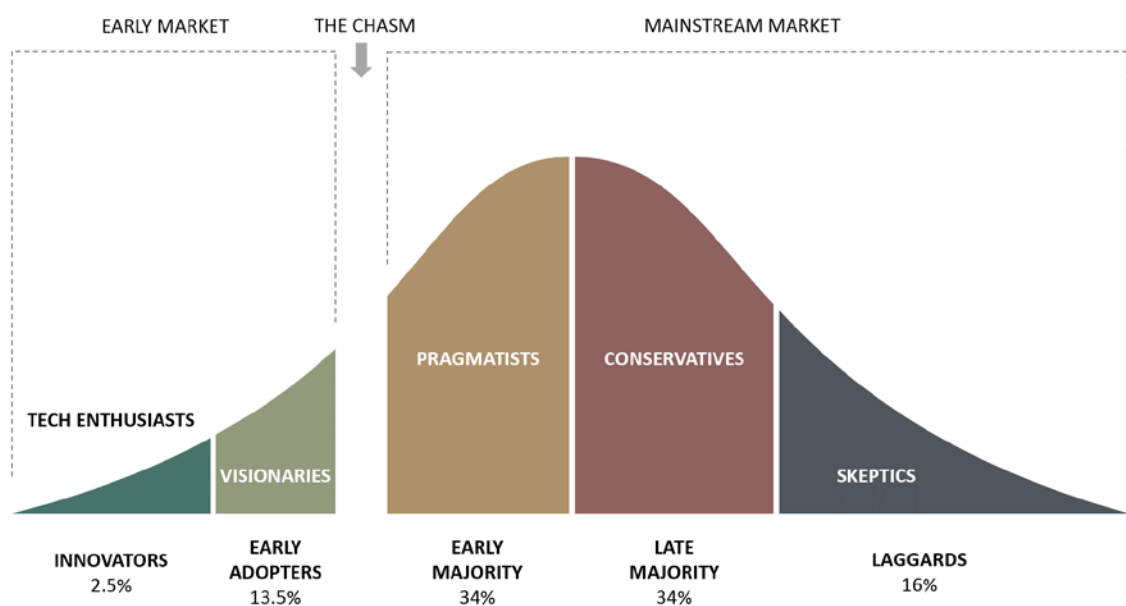 EARLY MARKET
THE CHASM
MAINSTREAM MARKET
PRAGMATISTS
CONSERVATIVES
TECH ENTHUSIASTS
VISIONARIES
SKEPTICS
INNOVATORS
2.5%
EARLY
ADOPTERS
13.5%
EARLY
MAJORITY
34%
LATE
MAJORITY
34%
LAGGARDS
16%